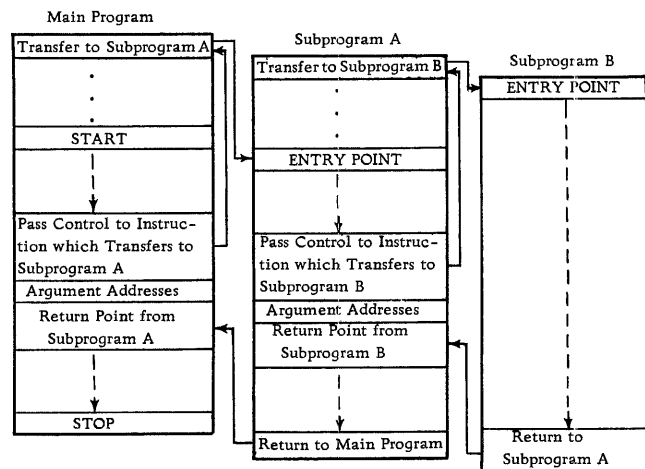 Main Program
Transfer to Subprogram A
START
Pass Control to Instruc-
tion which Transfers to
Subprogram A
Argument Addresses
Return Point from
Subprogram A
STOP
Subprogram A
Transfer to Subprogram B
ENTRY POINT
Pass Control to Instruc-
tion which Transfers to
Subprogram B
Argument Addresses
Return Point from
Subprogram B
Return to Main Program
Subprogram B
ENTRY POINT
Return to
Subprogram A